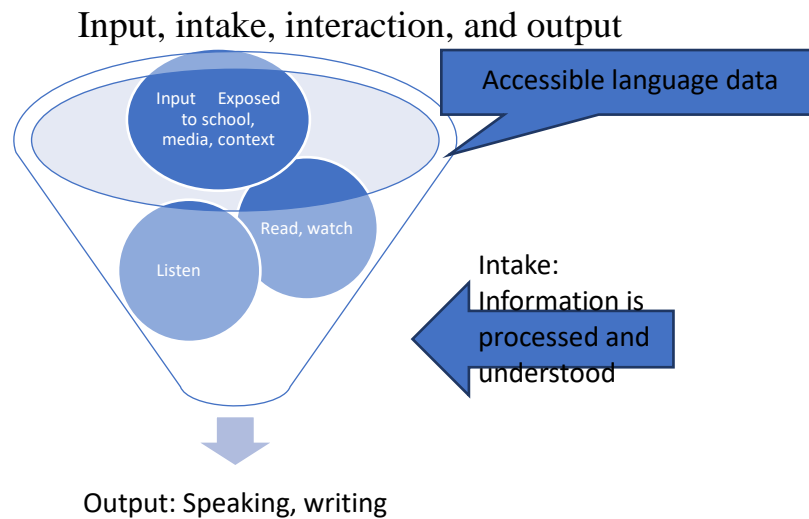 Input, intake, interaction, and output
Accessible language data
Input Exposed
to school,
media, context
Read, watch
Listen
Intake:
Information is
processed and
understood
Output: Speaking, writing